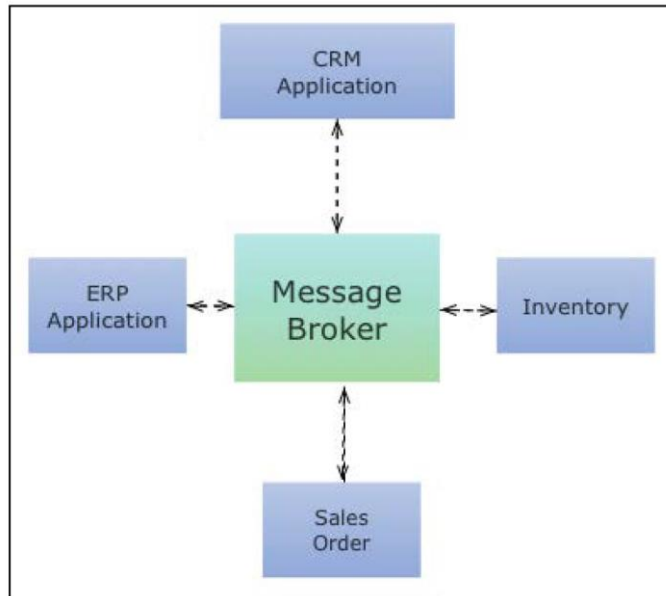 CRM
Application
ERP
Application
Message
Broker
Inventory
Sales
Order